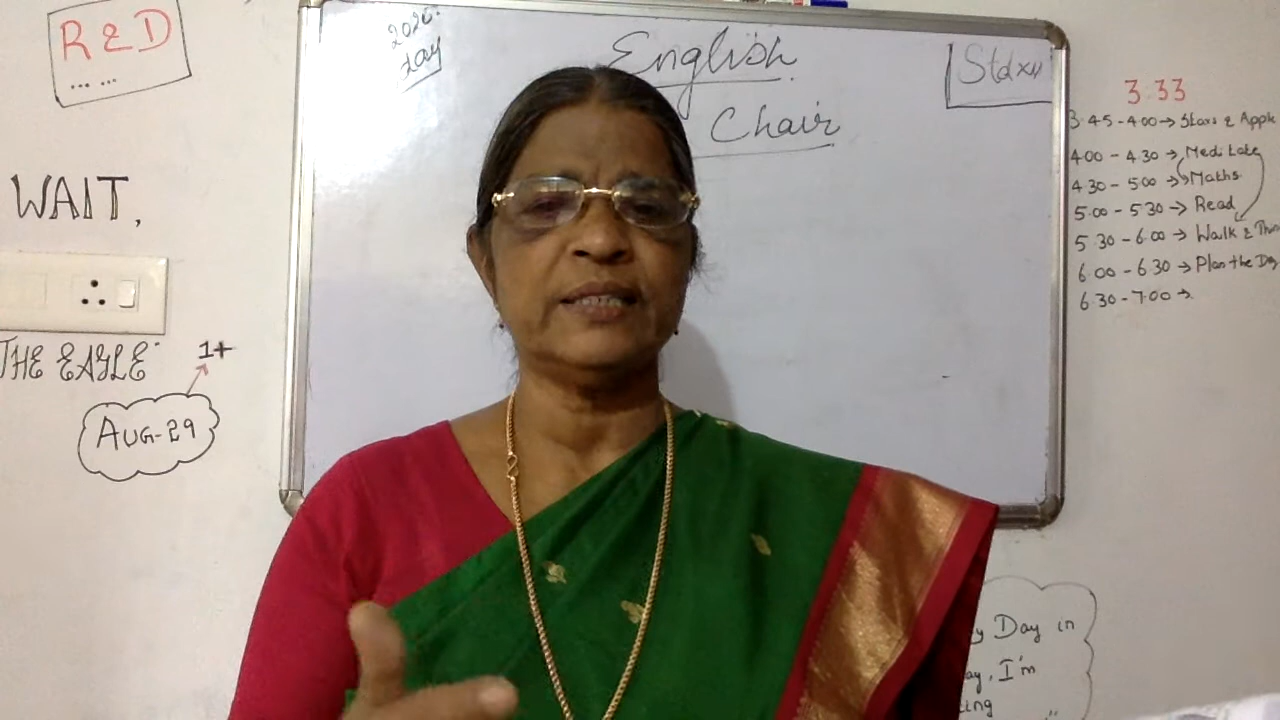 R & D
... ...
WAIT,
THE EAGLE
1+
AUG-29
2020.
day
English
Chair
Std XII
3.33
3.45-4.00→ Stars & Apple
4.00-4.30→ Meditate
4.30-5.00→ Maths
5.00-5.30→ Read
5.30-6.00→ Walk &
6.00-6.30→ Plan the Day
6.30-7.00→
Day in
I'm